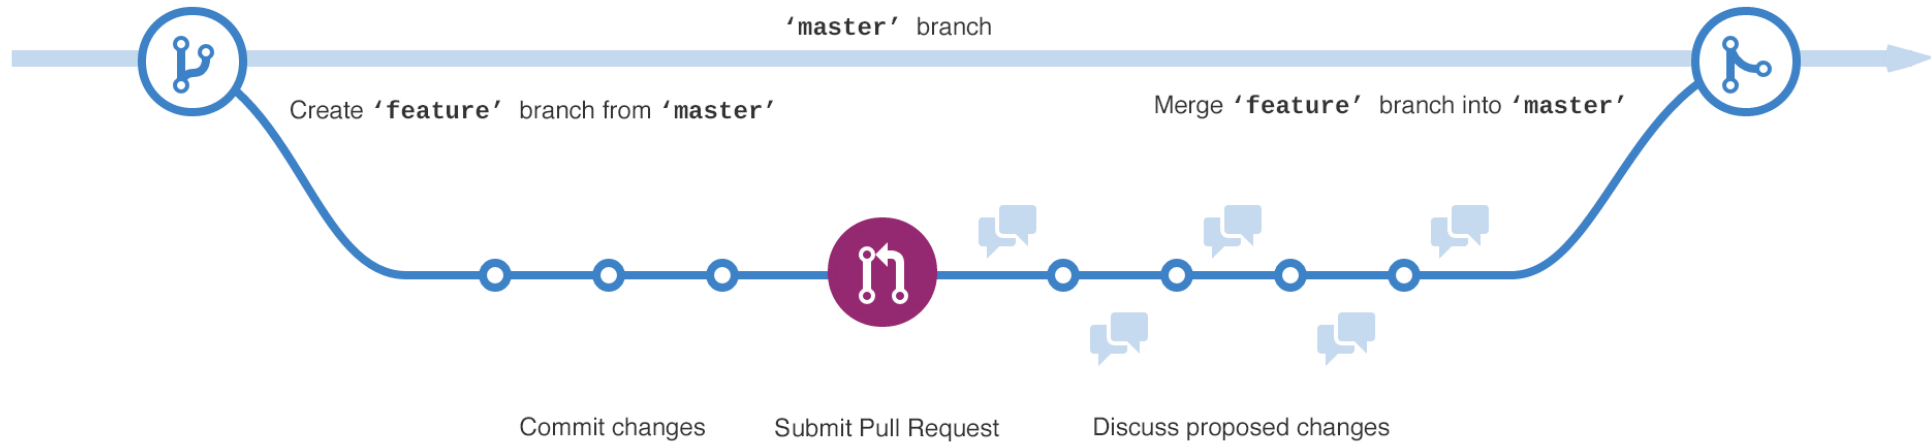 ‘master’ branch
Create ‘feature’ branch from ‘master’
Merge ‘feature’ branch into ‘master’
Commit changes
Submit Pull Request
Discuss proposed changes